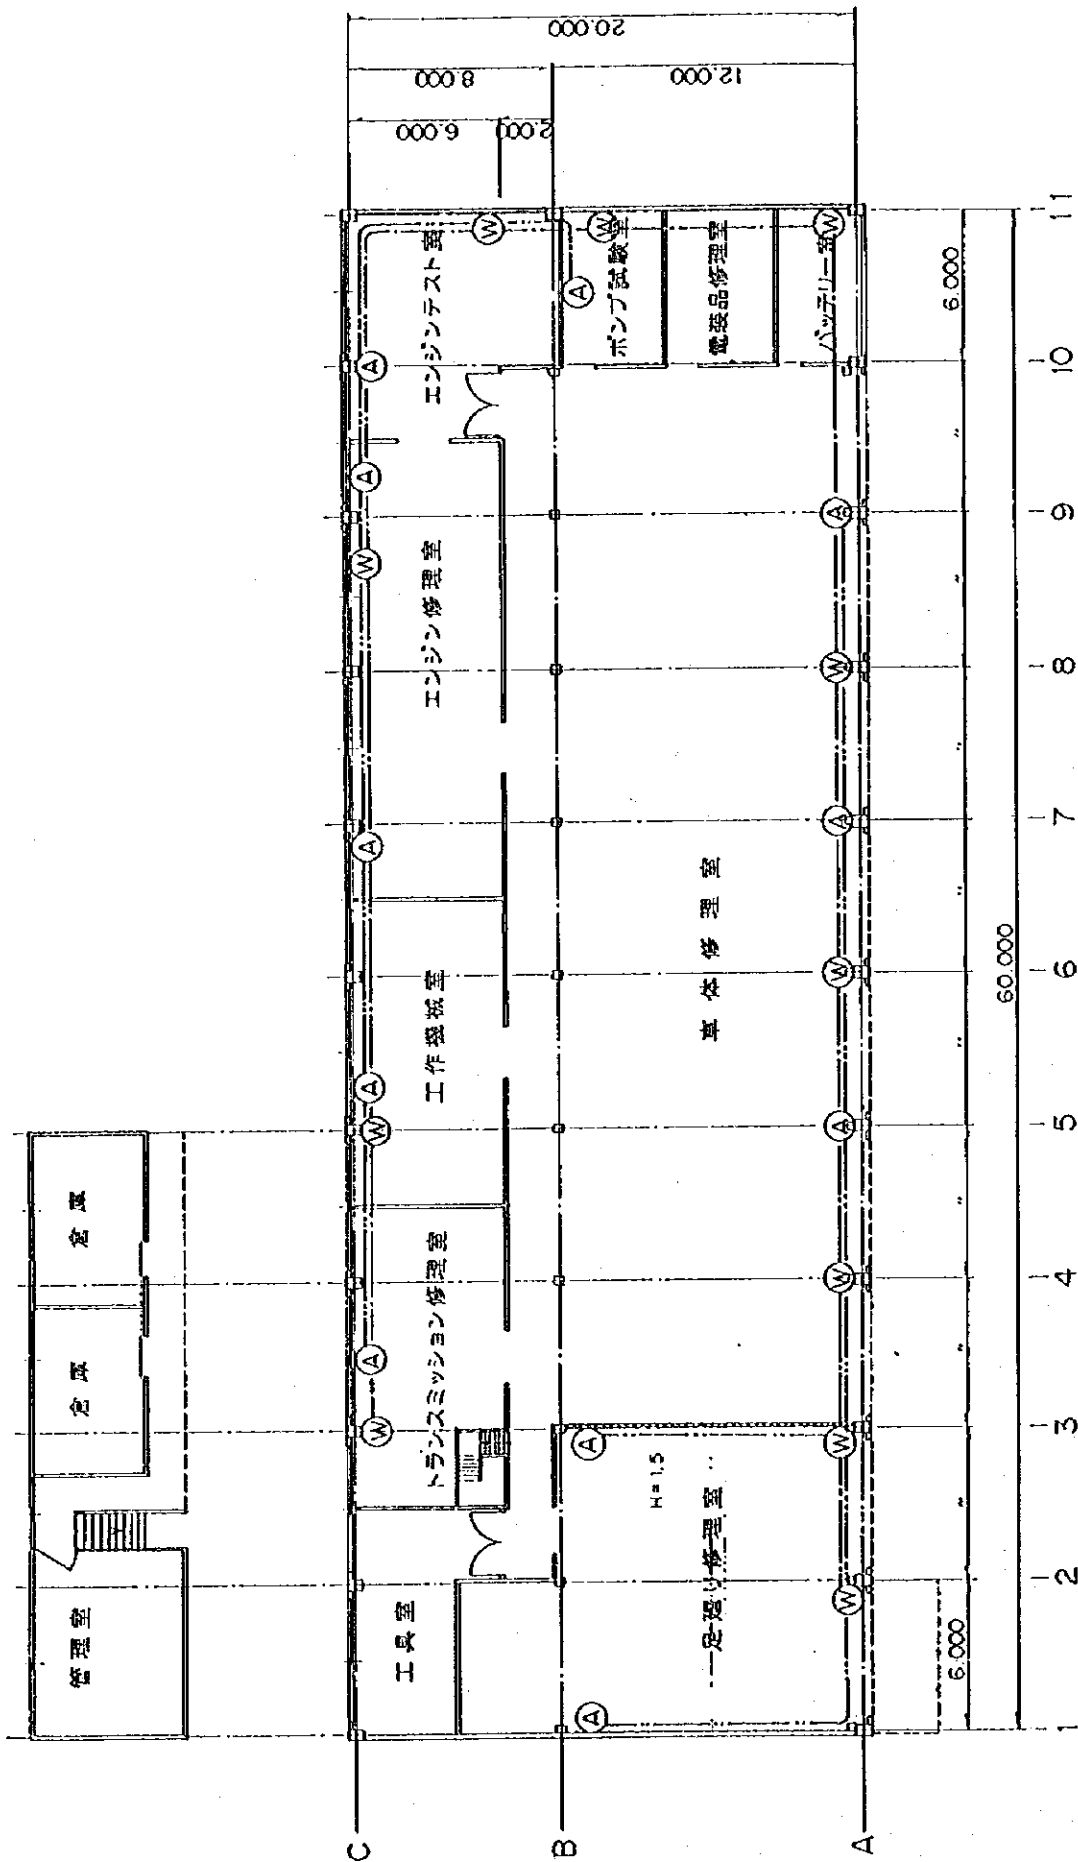 管理室
倉庫
倉庫
工具室
トランスミッション修理室
工作機械室
エンジン修理室
エンジンテスト室
W
A
W
A
A
W
A
A
W
ポンプ試験室
電装品修理室
バッテリー室
A
W
W
車体修理室
足廻り修理室
H=1.5
A
A
W
W
W
A
W
A
W
A
6.000
〃
〃
〃
〃
6.000
60.000
6.000
2.000
8.000
12.000
20.000
C
B
A
1
2
3
4
5
6
7
8
9
10
11